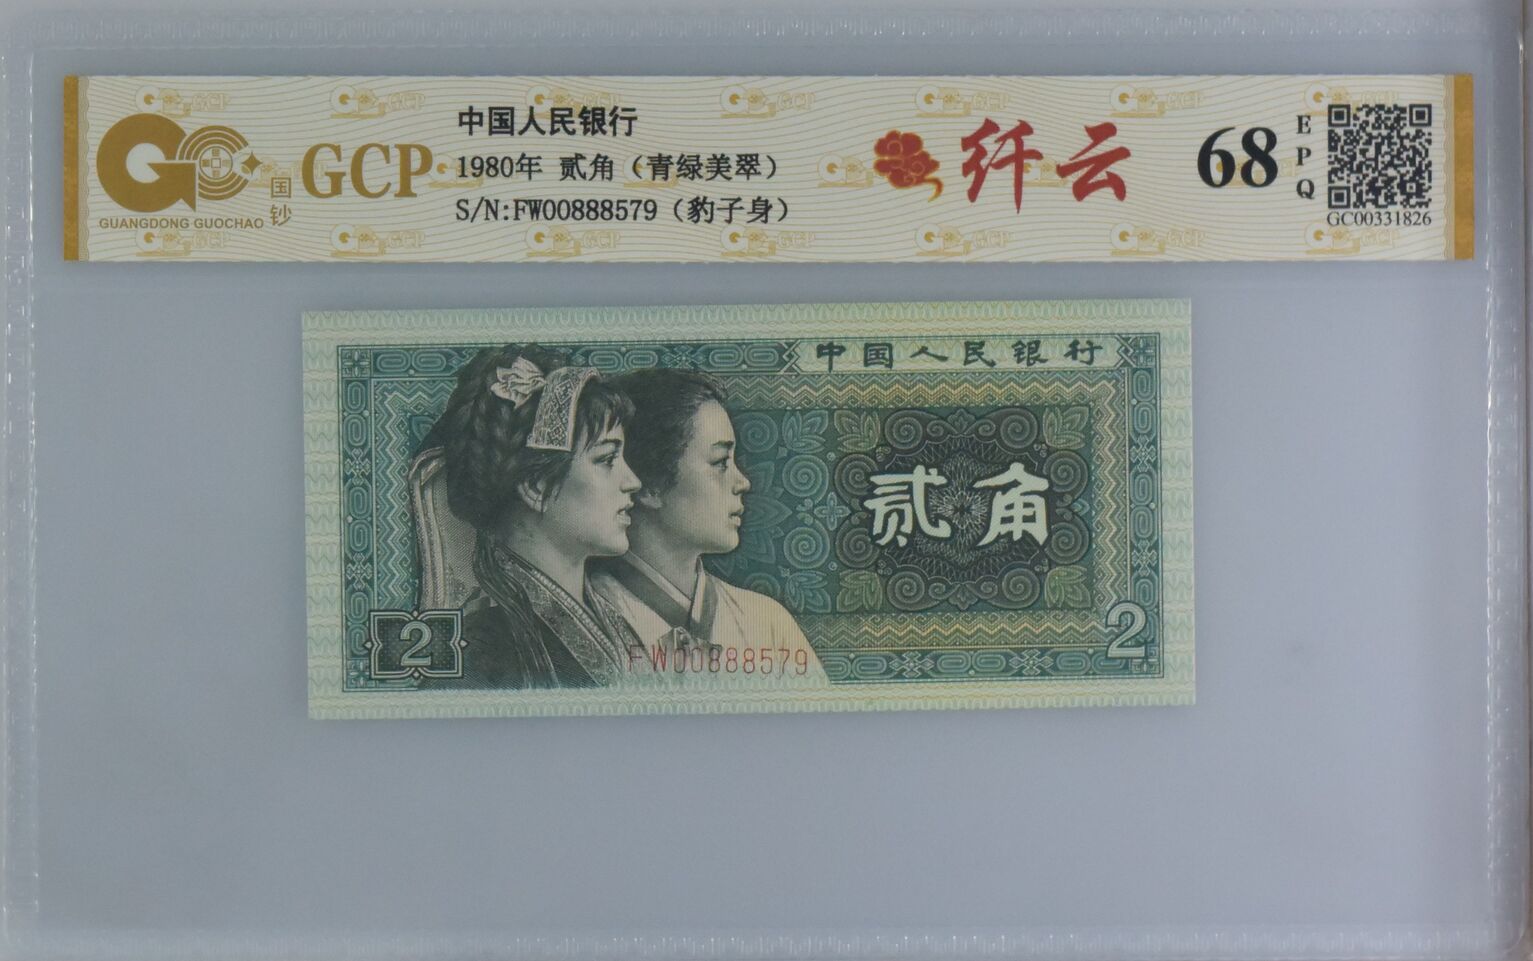 GUANGDONG GUOCHAO
国钞
GCP
中国人民银行
1980年 贰角（青绿美翠）
S/N:FW00888579（豹子身）
纤云
68
EPQ
GC00331826
中国人民银行
贰角
2
FW00888579
2